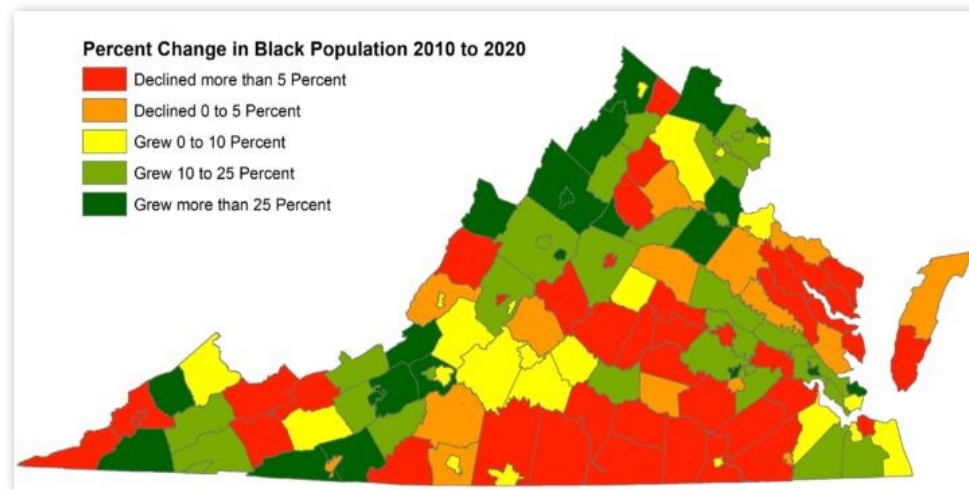 Percent Change in Black Population 2010 to 2020
Declined more than 5 Percent
Declined 0 to 5 Percent
Grew 0 to 10 Percent
Grew 10 to 25 Percent
Grew more than 25 Percent